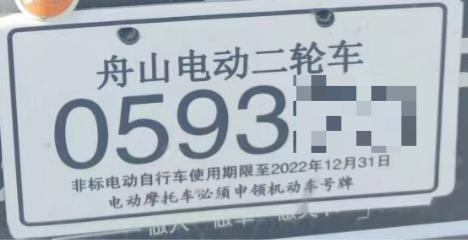 舟山电动二轮车
0593
非标电动自行车使用期限至2022年12月31日
电动摩托车必须申领机动车号牌